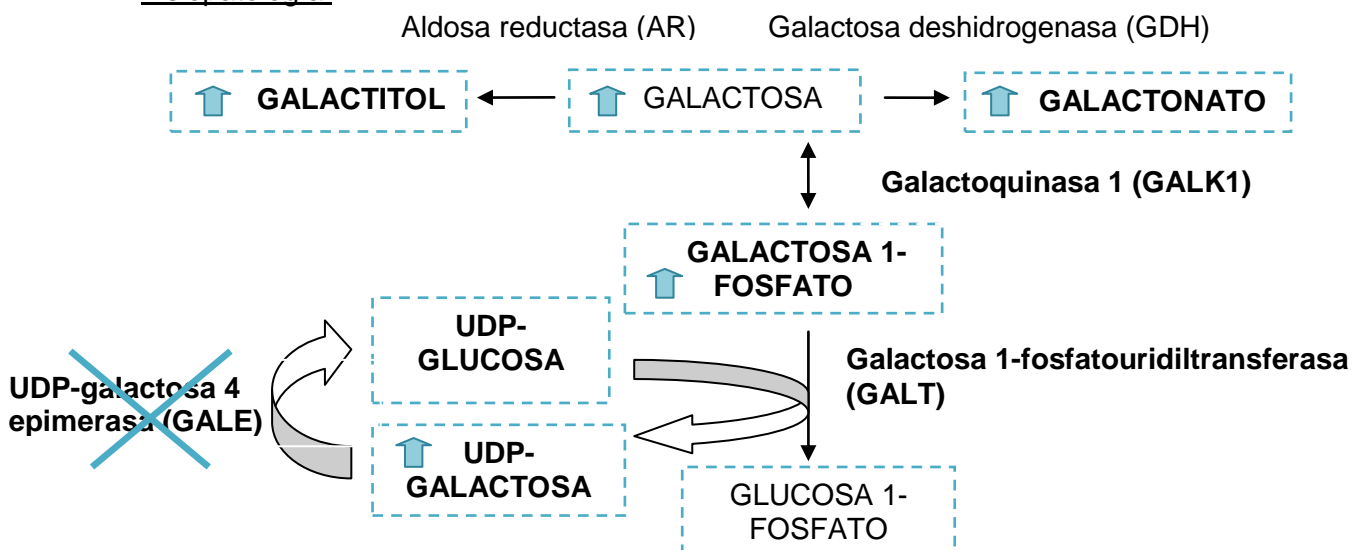 Fisiopatología
Aldosa reductasa (AR) Galactosa deshidrogenasa (GDH)
GALACTITOL GALACTOSA GALACTONATO
Galactoquinasa 1 (GALK1)
GALACTOSA 1-
FOSFATO
UDP-
GLUCOSA
Galactosa 1-fosfatouridiltransferasa
(GALT)
UDP-galactosa 4
epimerasa (GALE)
UDP-
GALACTOSA
GLUCOSA 1-
FOSFATO